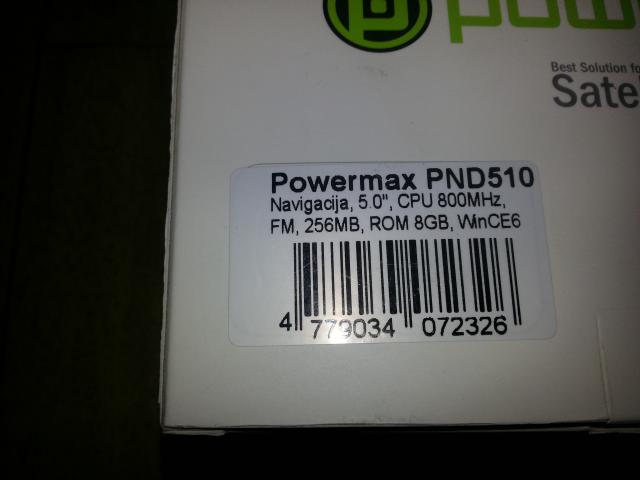 pow
Best Solution fo
Sate
Powermax PND510
Navigacija, 5.0", CPU 800MHz,
FM, 256MB, ROM 8GB, WinCE6
4 779034 072326